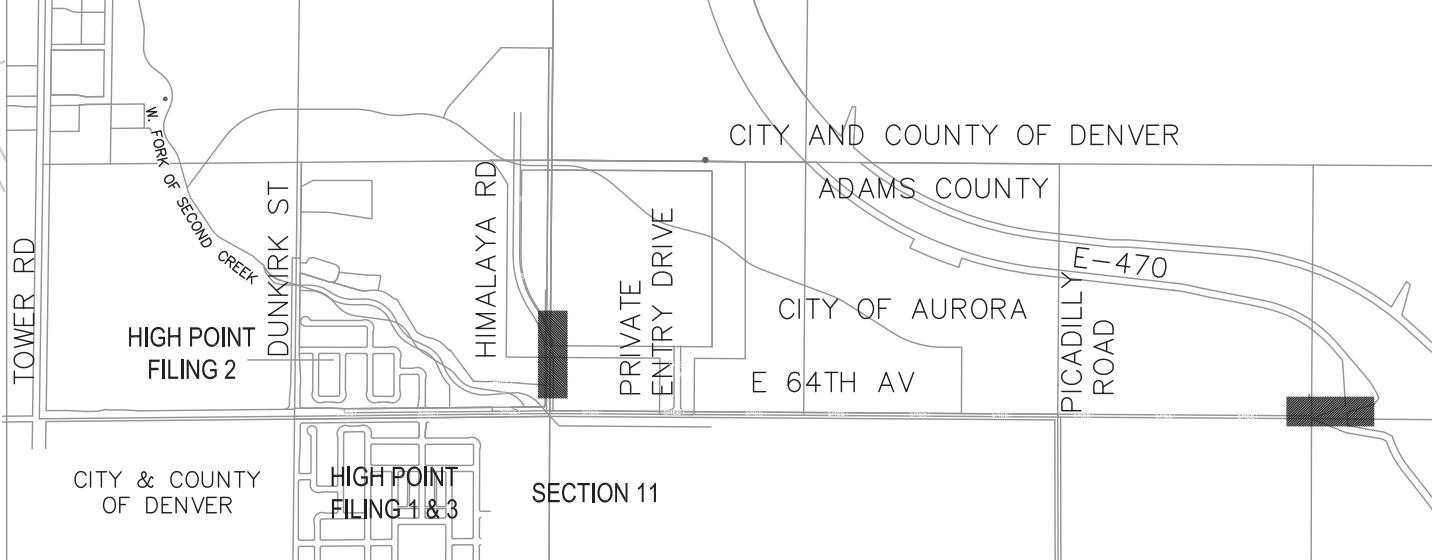 CITY AND COUNTY OF DENVER
ADAMS COUNTY
W. FORK OF SECOND CREEK
TOWER RD
DUNKIRK ST
HIMALAYA RD
PRIVATE
ENTRY DRIVE
E-470
CITY OF AURORA
PICADILLY
ROAD
HIGH POINT
FILING 2
E 64TH AV
CITY & COUNTY
OF DENVER
HIGH POINT
FILING 1 & 3
SECTION 11